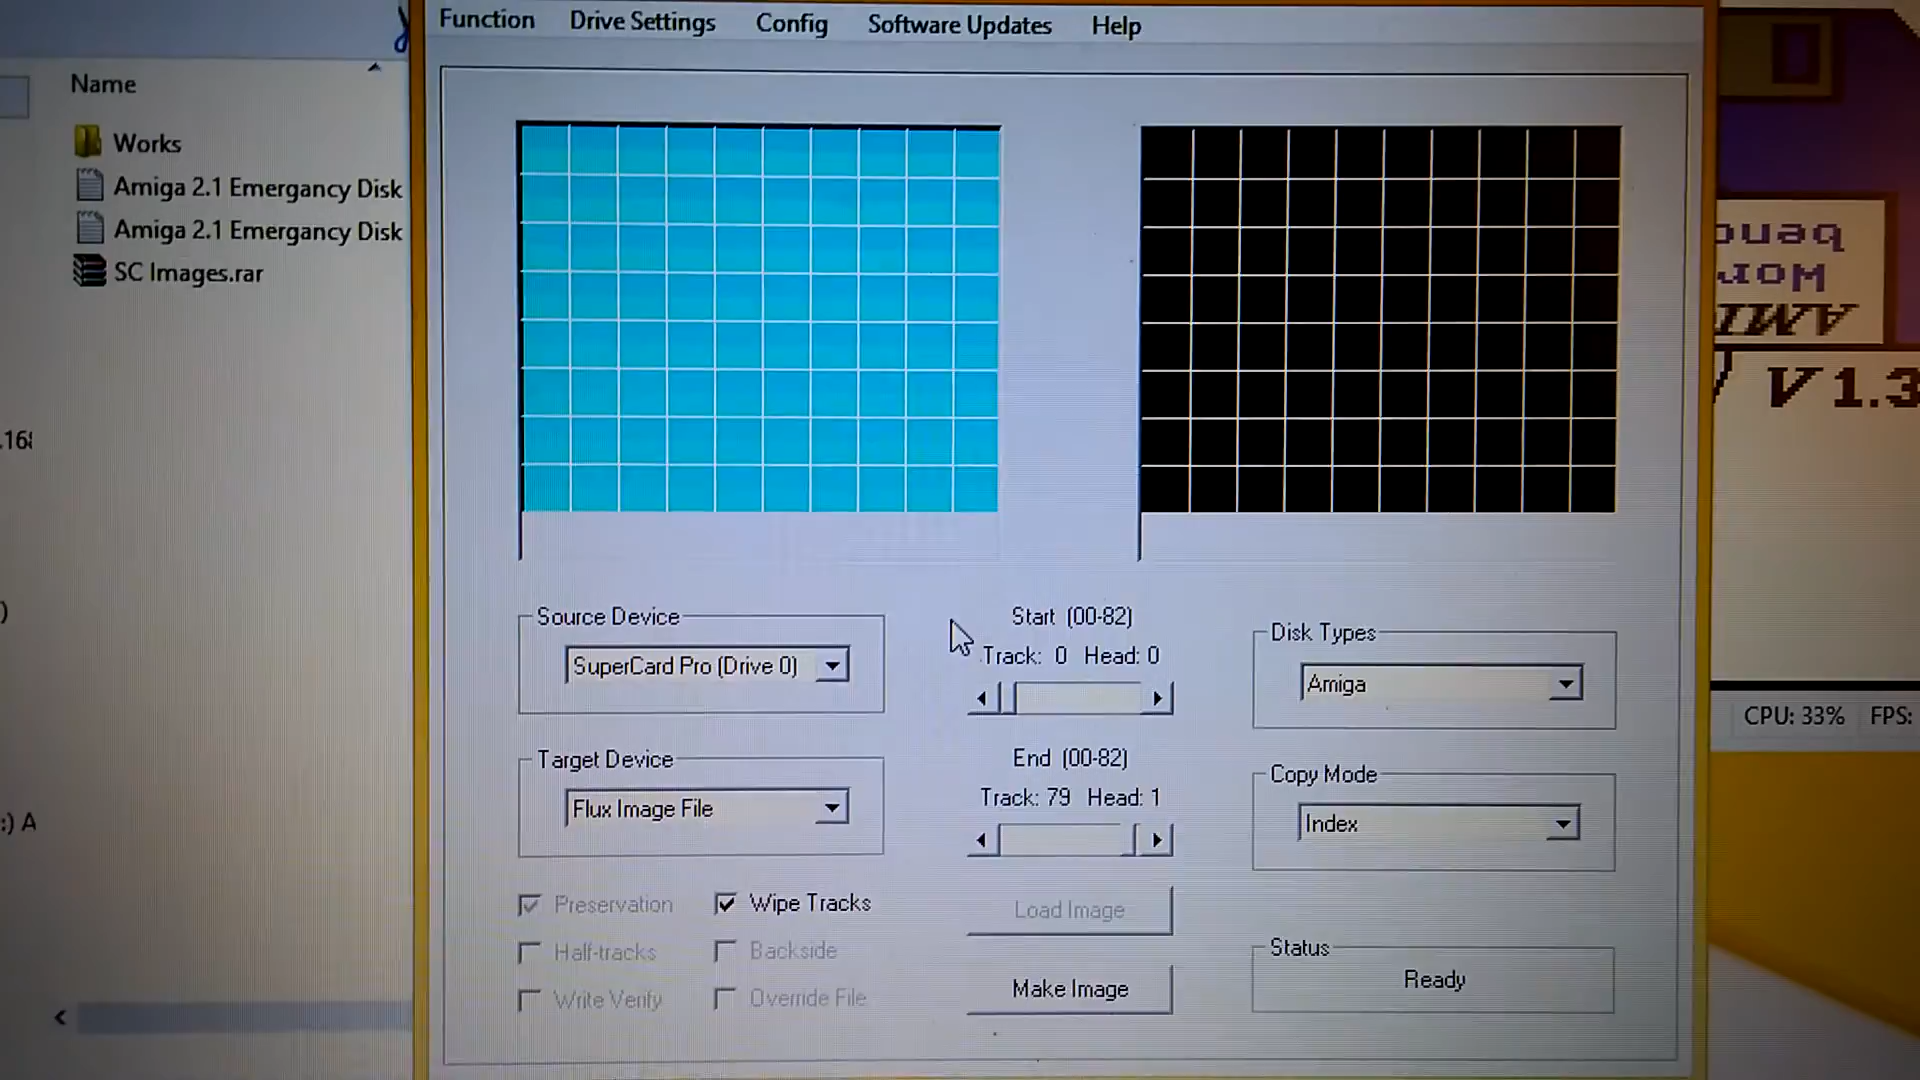 Function Drive Settings Config Software Updates Help
Name
Works
Amiga 2.1 Emergancy Disk
Amiga 2.1 Emergancy Disk
SC Images.rar
.168
)
:) A
Source Device
SuperCard Pro (Drive 0)
Target Device
Flux Image File
Preservation
Wipe Tracks
Half-tracks
Backside
Write Verify
Override File
Start (00-82)
Track: 0 Head: 0
End (00-82)
Track: 79 Head: 1
Load Image
Make Image
Disk Types
Amiga
Copy Mode
Index
Status
Ready
V1.3
CPU: 33% FPS: